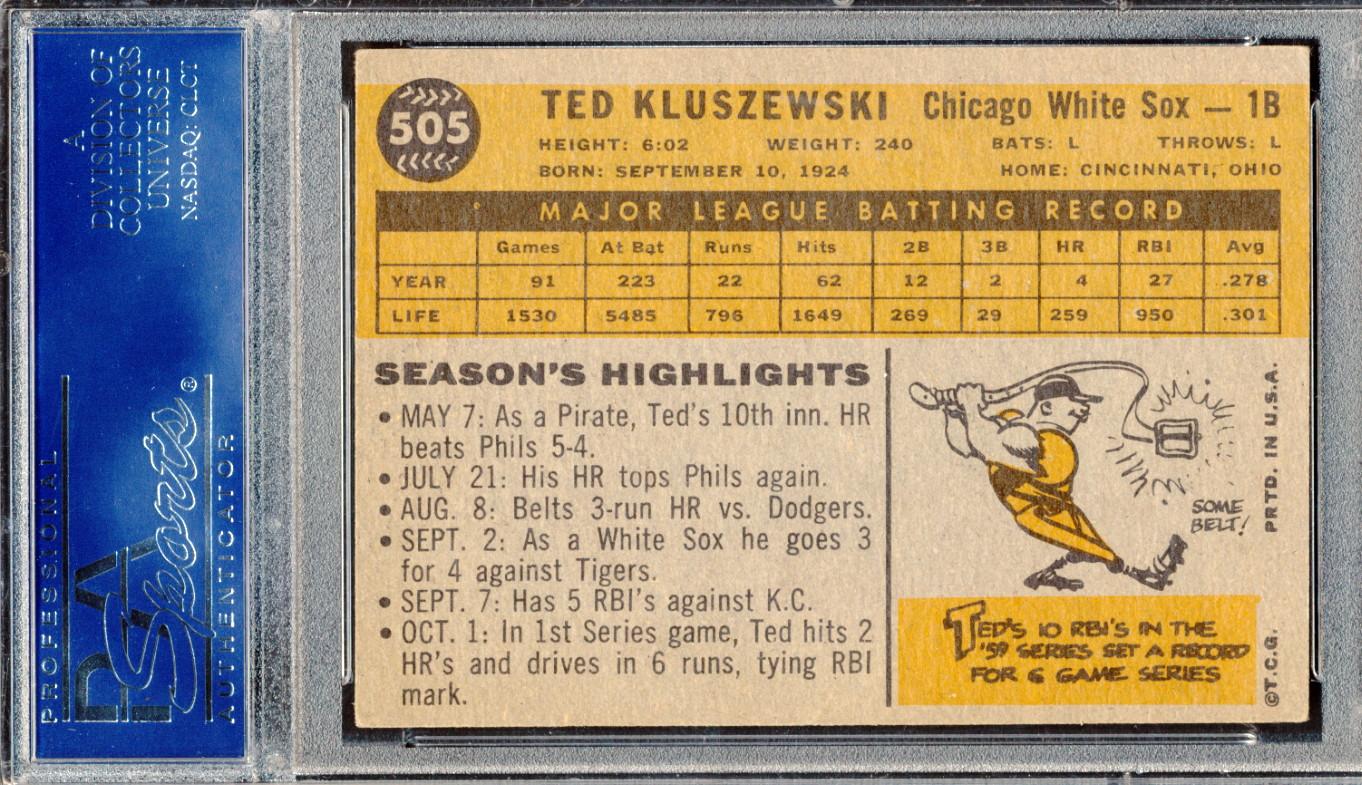 A
DIVISION OF
COLLECTORS
UNIVERSE
NASDAQ: CLCT
PROFESSIONAL
PSA
Sports®
AUTHENTICATOR
505
TED KLUSZEWSKI Chicago White Sox — 1B
HEIGHT: 6:02 WEIGHT: 240 BATS: L THROWS: L
BORN: SEPTEMBER 10, 1924 HOME: CINCINNATI, OHIO
MAJOR LEAGUE BATTING RECORD
Games At Bat Runs Hits 2B 3B HR RBI Avg
YEAR 91 223 22 62 12 2 4 27 .278
LIFE 1530 5485 796 1649 269 29 259 950 .301
SEASON'S HIGHLIGHTS
• MAY 7: As a Pirate, Ted's 10th inn. HR
beats Phils 5-4.
• JULY 21: His HR tops Phils again.
• AUG. 8: Belts 3-run HR vs. Dodgers.
• SEPT. 2: As a White Sox he goes 3
for 4 against Tigers.
• SEPT. 7: Has 5 RBI's against K.C.
• OCT. 1: In 1st Series game, Ted hits 2
HR's and drives in 6 runs, tying RBI
mark.
SOME
BELT!
TED'S 10 RBI'S IN THE
'59 SERIES SET A RECORD
FOR 6 GAME SERIES
PRTD. IN U.S.A.
©T.C.G.